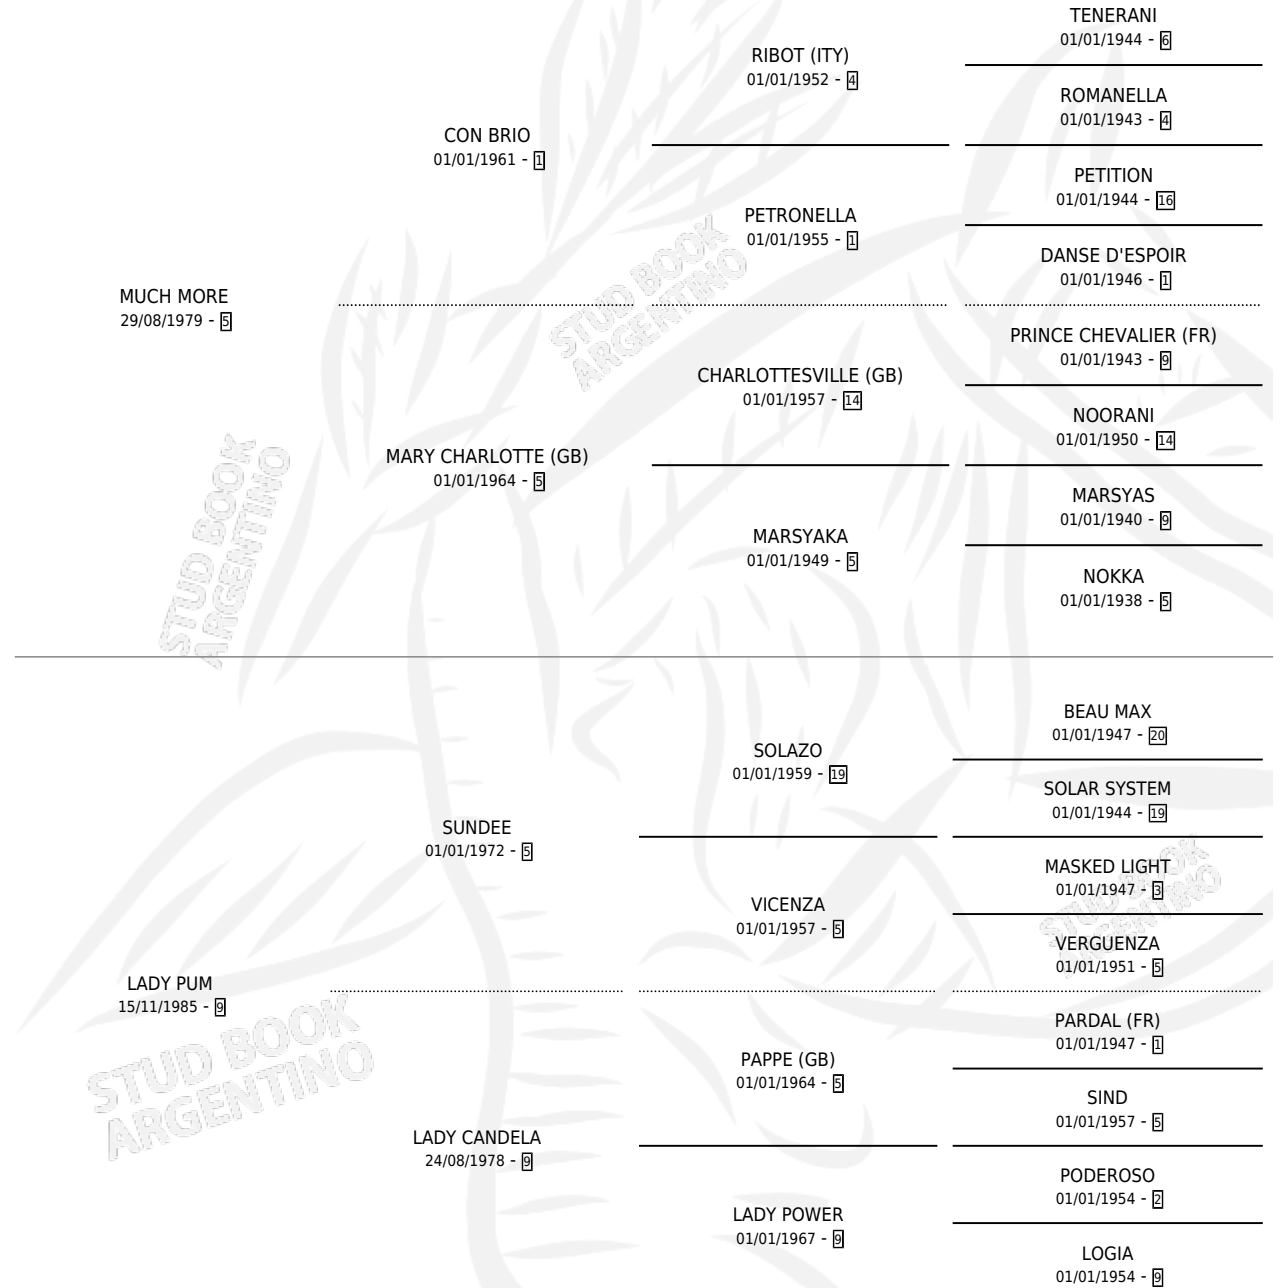 TENERANI
01/01/1944 - 6
RIBOT (ITY)
01/01/1952 - 4
ROMANELLA
01/01/1943 - 4
CON BRIO
01/01/1961 - 1
PETITION
01/01/1944 - 16
PETRONELLA
01/01/1955 - 1
DANSE D'ESPOIR
01/01/1946 - 1
MUCH MORE
29/08/1979 - 5
PRINCE CHEVALIER (FR)
01/01/1943 - 9
CHARLOTTESVILLE (GB)
01/01/1957 - 14
NOORANI
01/01/1950 - 14
MARY CHARLOTTE (GB)
01/01/1964 - 5
MARSYAS
01/01/1940 - 9
MARSYAKA
01/01/1949 - 5
NOKKA
01/01/1938 - 5
BEAU MAX
01/01/1947 - 20
SOLAZO
01/01/1959 - 19
SOLAR SYSTEM
01/01/1944 - 19
SUNDEE
01/01/1972 - 5
MASKED LIGHT
01/01/1947 - 3
VICENZA
01/01/1957 - 5
VERGUENZA
01/01/1951 - 5
LADY PUM
15/11/1985 - 9
PARDAL (FR)
01/01/1947 - 1
PAPPE (GB)
01/01/1964 - 5
SIND
01/01/1957 - 5
LADY CANDELA
24/08/1978 - 9
PODEROSO
01/01/1954 - 2
LADY POWER
01/01/1967 - 9
LOGIA
01/01/1954 - 9
STUD BOOK
ARGENTINO
STUD BOOK
ARGENTINO
STUD BOOK
ARGENTINO
STUD BOOK
ARGENTINO